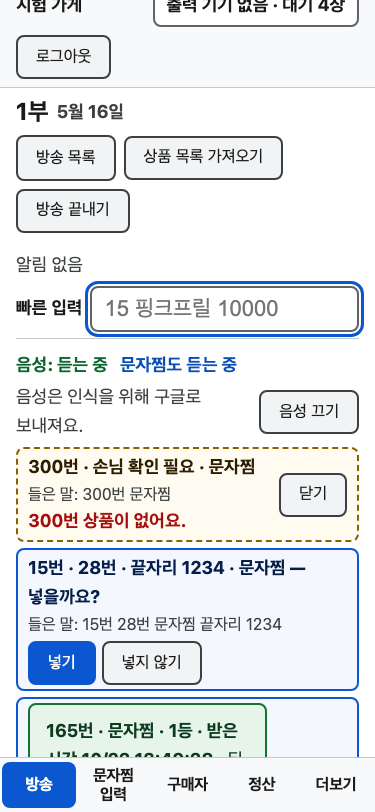 시험 가게
출력 기기 없음 · 대기 4장
로그아웃
1부 5월 16일
방송 목록
상품 목록 가져오기
방송 끝내기
알림 없음
빠른 입력
15 핑크프릴 10000
음성: 듣는 중 문자찜도 듣는 중
음성은 인식을 위해 구글로
보내져요.
음성 끄기
300번 · 손님 확인 필요 · 문자찜
들은 말: 300번 문자찜
300번 상품이 없어요.
닫기
15번 · 28번 · 끝자리 1234 · 문자찜 —
넣을까요?
들은 말: 15번 28번 문자찜 끝자리 1234
넣기
넣지 않기
165번 · 문자찜 · 1등 · 받은
방송
문자찜
입력
구매자
정산
더보기